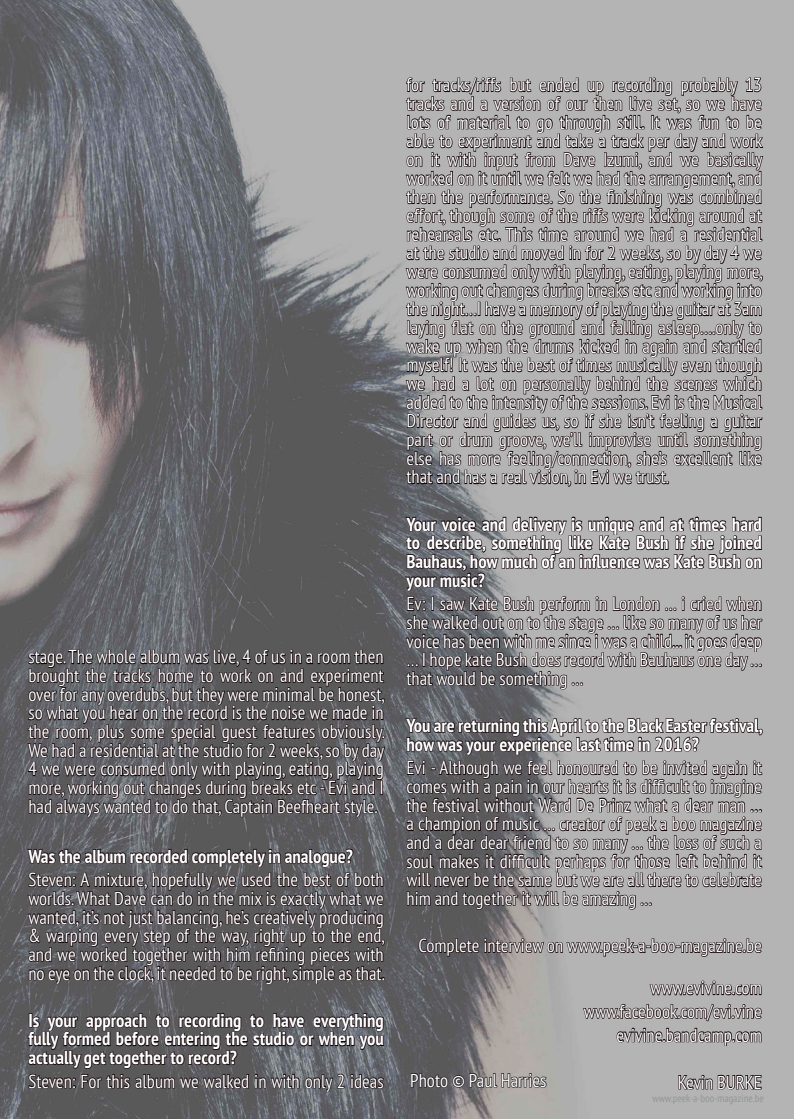 stage. The whole album was live, 4 of us in a room then
brought the tracks home to work on and experiment
over for any overdubs, but they were minimal be honest,
so what you hear on the record is the noise we made in
the room, plus some special guest features obviously.
We had a residential at the studio for 2 weeks, so by day
4 we were consumed only with playing, eating, playing
more, working out changes during breaks etc - Evi and I
had always wanted to do that, Captain Beefheart style.
Was the album recorded completely in analogue?
Steven: A mixture, hopefully we used the best of both
worlds. What Dave can do in the mix is exactly what we
wanted, it's not just balancing, he's creatively producing
& warping every step of the way, right up to the end,
and we worked together with him refining pieces with
no eye on the clock, it needed to be right, simple as that.
Is your approach to recording to have everything
fully formed before entering the studio or when you
actually get together to record?
Steven: For this album we walked in with only 2 ideas
for tracks/riffs but ended up recording probably 13
tracks and a version of our then live set, so we have
lots of material to go through still. It was fun to be
able to experiment and take a track per day and work
on it with input from Dave Izumi, and we basically
worked on it until we felt we had the arrangement, and
then the performance. So the finishing was combined
effort, though some of the riffs were kicking around at
rehearsals etc. This time around we had a residential
at the studio and moved in for 2 weeks, so by day 4 we
were consumed only with playing, eating, playing more,
working out changes during breaks etc and working into
the night...I have a memory of playing the guitar at 3am
laying flat on the ground and falling asleep....only to
wake up when the drums kicked in again and startled
myself! It was the best of times musically even though
we had a lot on personally behind the scenes which
added to the intensity of the sessions. Evi is the Musical
Director and guides us, so if she isn't feeling a guitar
part or drum groove, we'll improvise until something
else has more feeling/connection, she's excellent like
that and has a real vision, in Evi we trust.
Your voice and delivery is unique and at times hard
to describe, something like Kate Bush if she joined
Bauhaus, how much of an influence was Kate Bush on
your music?
Ev: I saw Kate Bush perform in London ... i cried when
she walked out on to the stage ... like so many of us her
voice has been with me since i was a child... it goes deep
... I hope kate Bush does record with Bauhaus one day ...
that would be something ...
You are returning this April to the Black Easter festival,
how was your experience last time in 2016?
Evi - Although we feel honoured to be invited again it
comes with a pain in our hearts it is difficult to imagine
the festival without Ward De Prinz what a dear man ...
a champion of music ... creator of peek a boo magazine
and a dear dear friend to so many ... the loss of such a
soul makes it difficult perhaps for those left behind it
will never be the same but we are all there to celebrate
him and together it will be amazing ...
Complete interview on www.peek-a-boo-magazine.be
www.evivine.com
www.facebook.com/evi.vine
evivine.bandcamp.com
Photo © Paul Harries
Kevin BURKE
www.peek-a-boo-magazine.be